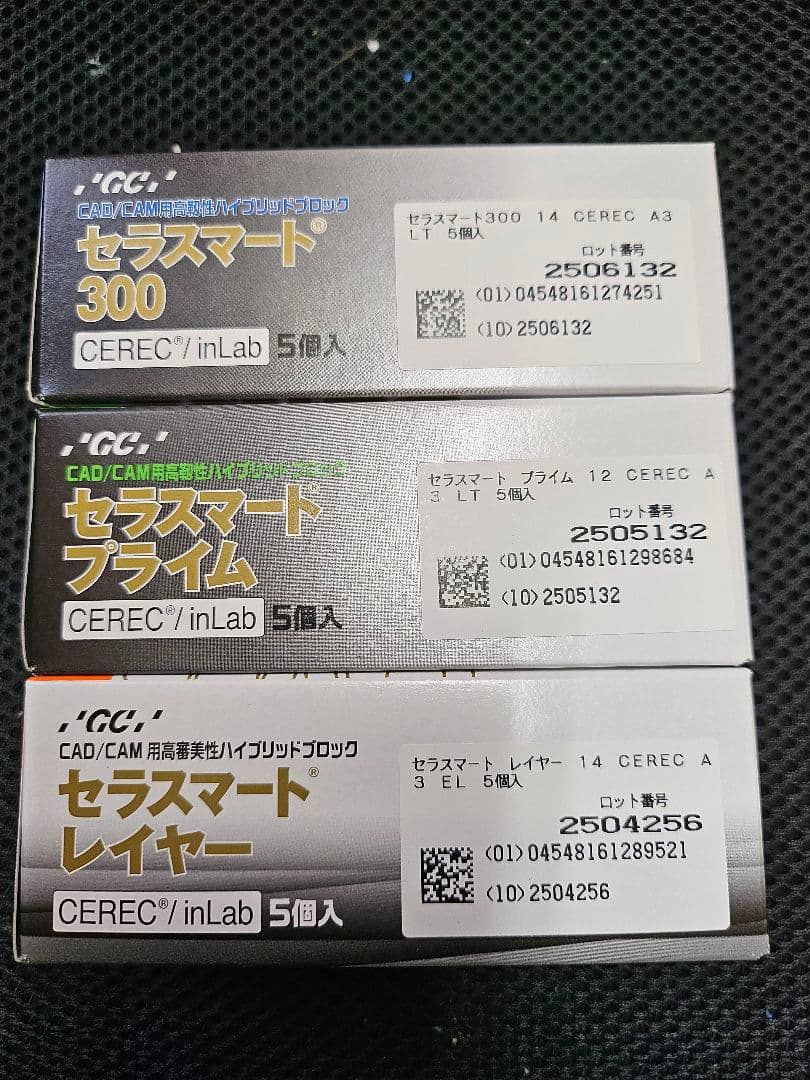 GC
CAD/CAM用高靱性ハイブリッドブロック
セラスマート®
300
CEREC®/inLab 5個入
セラスマート300 14 CEREC A3
LT 5個入
ロット番号
2506132
(01)04548161274251
(10)2506132
GC
CAD/CAM用高靱性ハイブリッドブロック
セラスマート®
プライム
CEREC®/inLab 5個入
セラスマート プライム 12 CEREC A
3 LT 5個入
ロット番号
2505132
(01)04548161298684
(10)2505132
GC
CAD/CAM用高審美性ハイブリッドブロック
セラスマート®
レイヤー
CEREC®/inLab 5個入
セラスマート レイヤー 14 CEREC A
3 EL 5個入
ロット番号
2504256
(01)04548161289521
(10)2504256